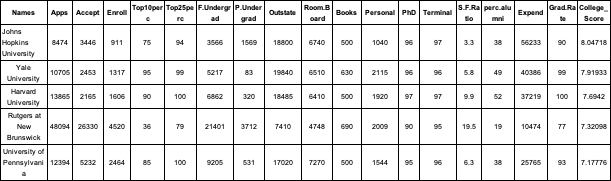 Names Apps Accept Enroll Top10perc Top25perc F.Undergrad P.Undergrad Outstate Room.Board Books Personal PhD Terminal S.F.Ratio perc.alumni Expend Grad.Rate College_Score
Johns Hopkins University 8474 3446 911 75 94 3566 1569 18800 6740 500 1040 96 97 3.3 38 56233 90 8.04718
Yale University 10705 2453 1317 95 99 5217 83 19840 6510 630 2115 96 96 5.8 49 40386 99 7.91933
Harvard University 13865 2165 1606 90 100 6862 320 18485 6410 500 1920 97 97 9.9 52 37219 100 7.6942
Rutgers at New Brunswick 48094 26330 4520 36 79 21401 3712 7410 4748 690 2009 90 95 19.5 19 10474 77 7.32098
University of Pennsylvania 12394 5232 2464 85 100 9205 531 17020 7270 500 1544 95 96 6.3 38 25765 93 7.17776